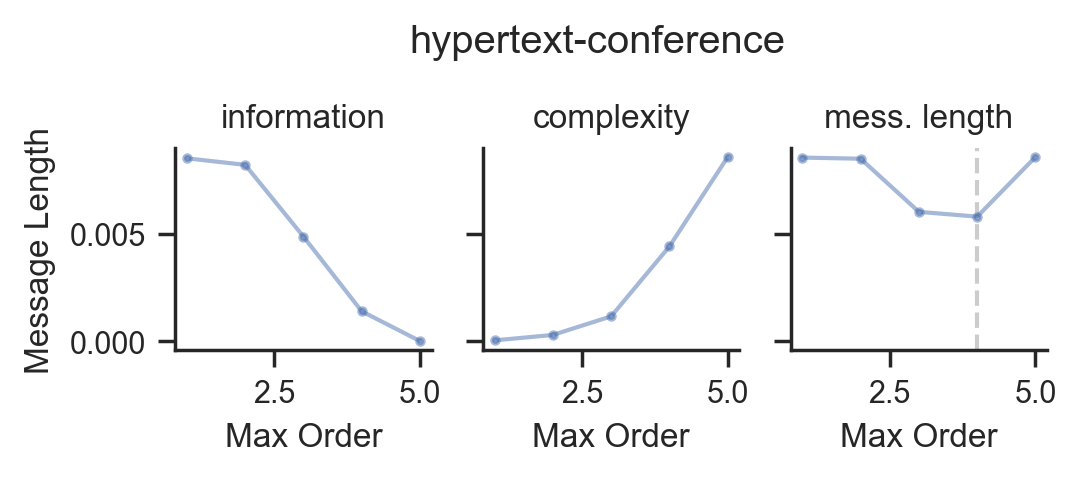 hypertext-conference
information complexity mess. length
Message Length
0.005
0.000
2.5 5.0 2.5 5.0 2.5 5.0
Max Order Max Order Max Order